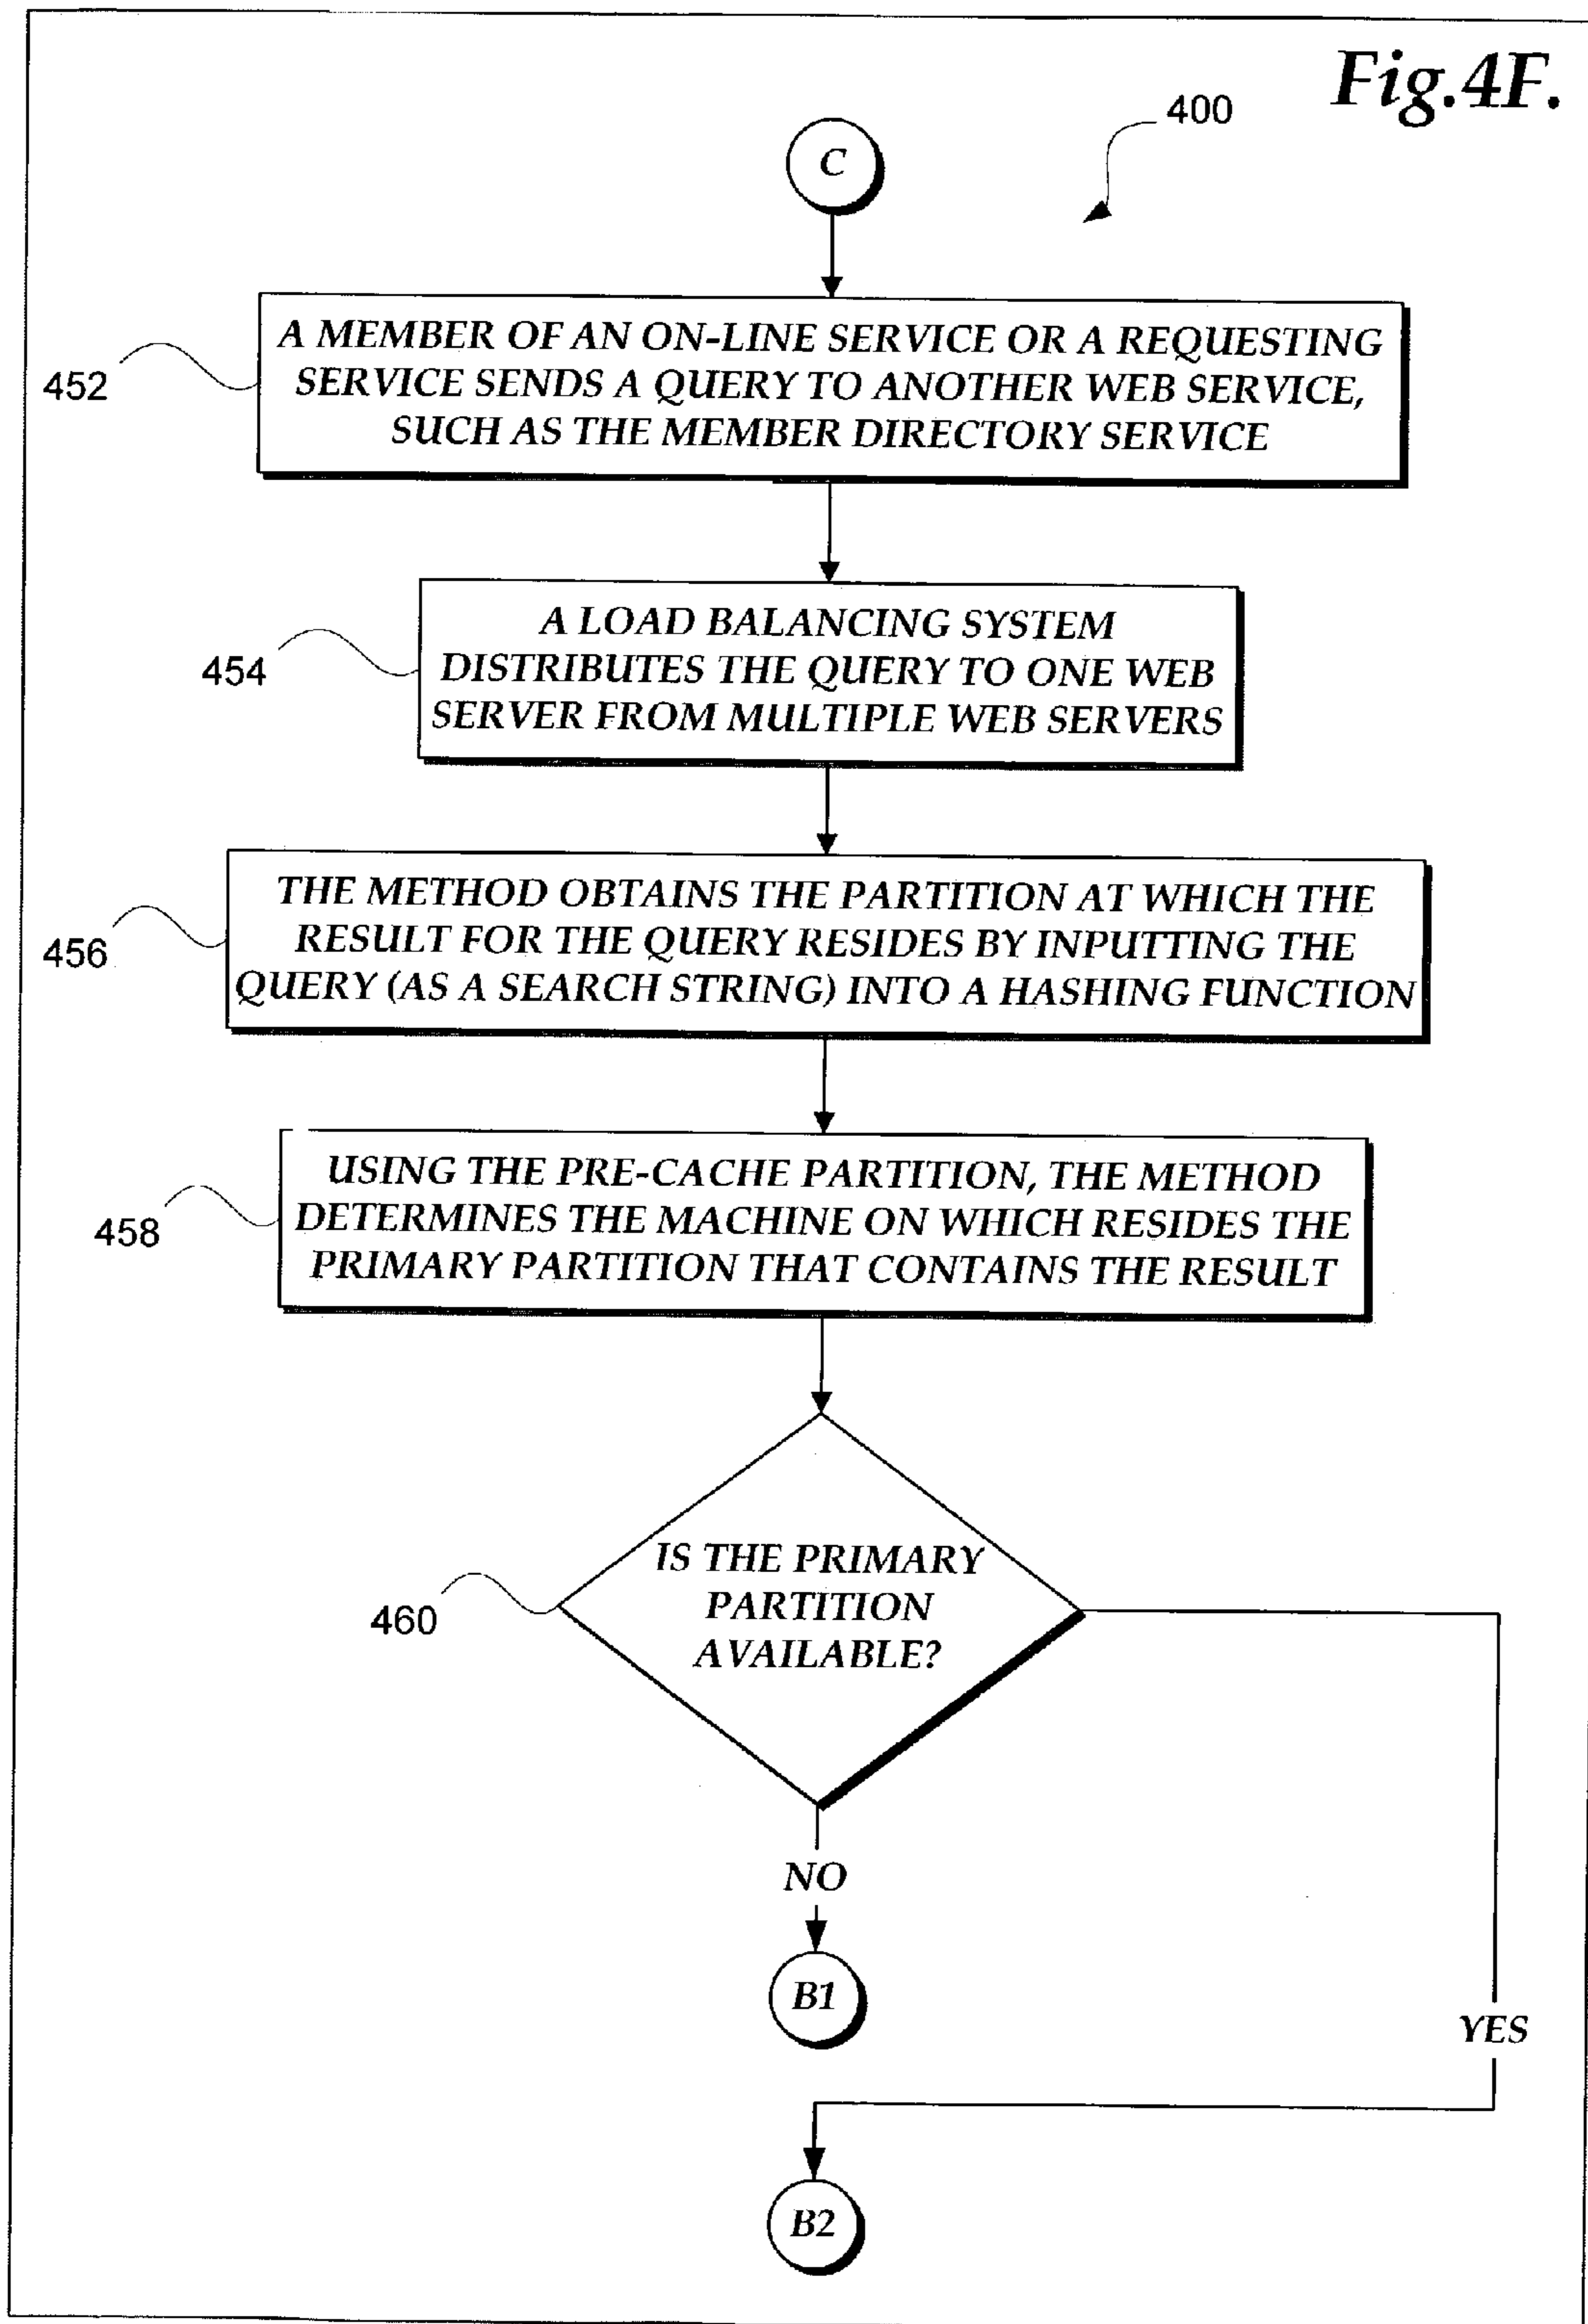 Fig.4F.
400
C
452
A MEMBER OF AN ON-LINE SERVICE OR A REQUESTING
SERVICE SENDS A QUERY TO ANOTHER WEB SERVICE,
SUCH AS THE MEMBER DIRECTORY SERVICE
454
A LOAD BALANCING SYSTEM
DISTRIBUTES THE QUERY TO ONE WEB
SERVER FROM MULTIPLE WEB SERVERS
456
THE METHOD OBTAINS THE PARTITION AT WHICH THE
RESULT FOR THE QUERY RESIDES BY INPUTTING THE
QUERY (AS A SEARCH STRING) INTO A HASHING FUNCTION
458
USING THE PRE-CACHE PARTITION, THE METHOD
DETERMINES THE MACHINE ON WHICH RESIDES THE
PRIMARY PARTITION THAT CONTAINS THE RESULT
460
IS THE PRIMARY
PARTITION
AVAILABLE?
NO
B1
YES
B2